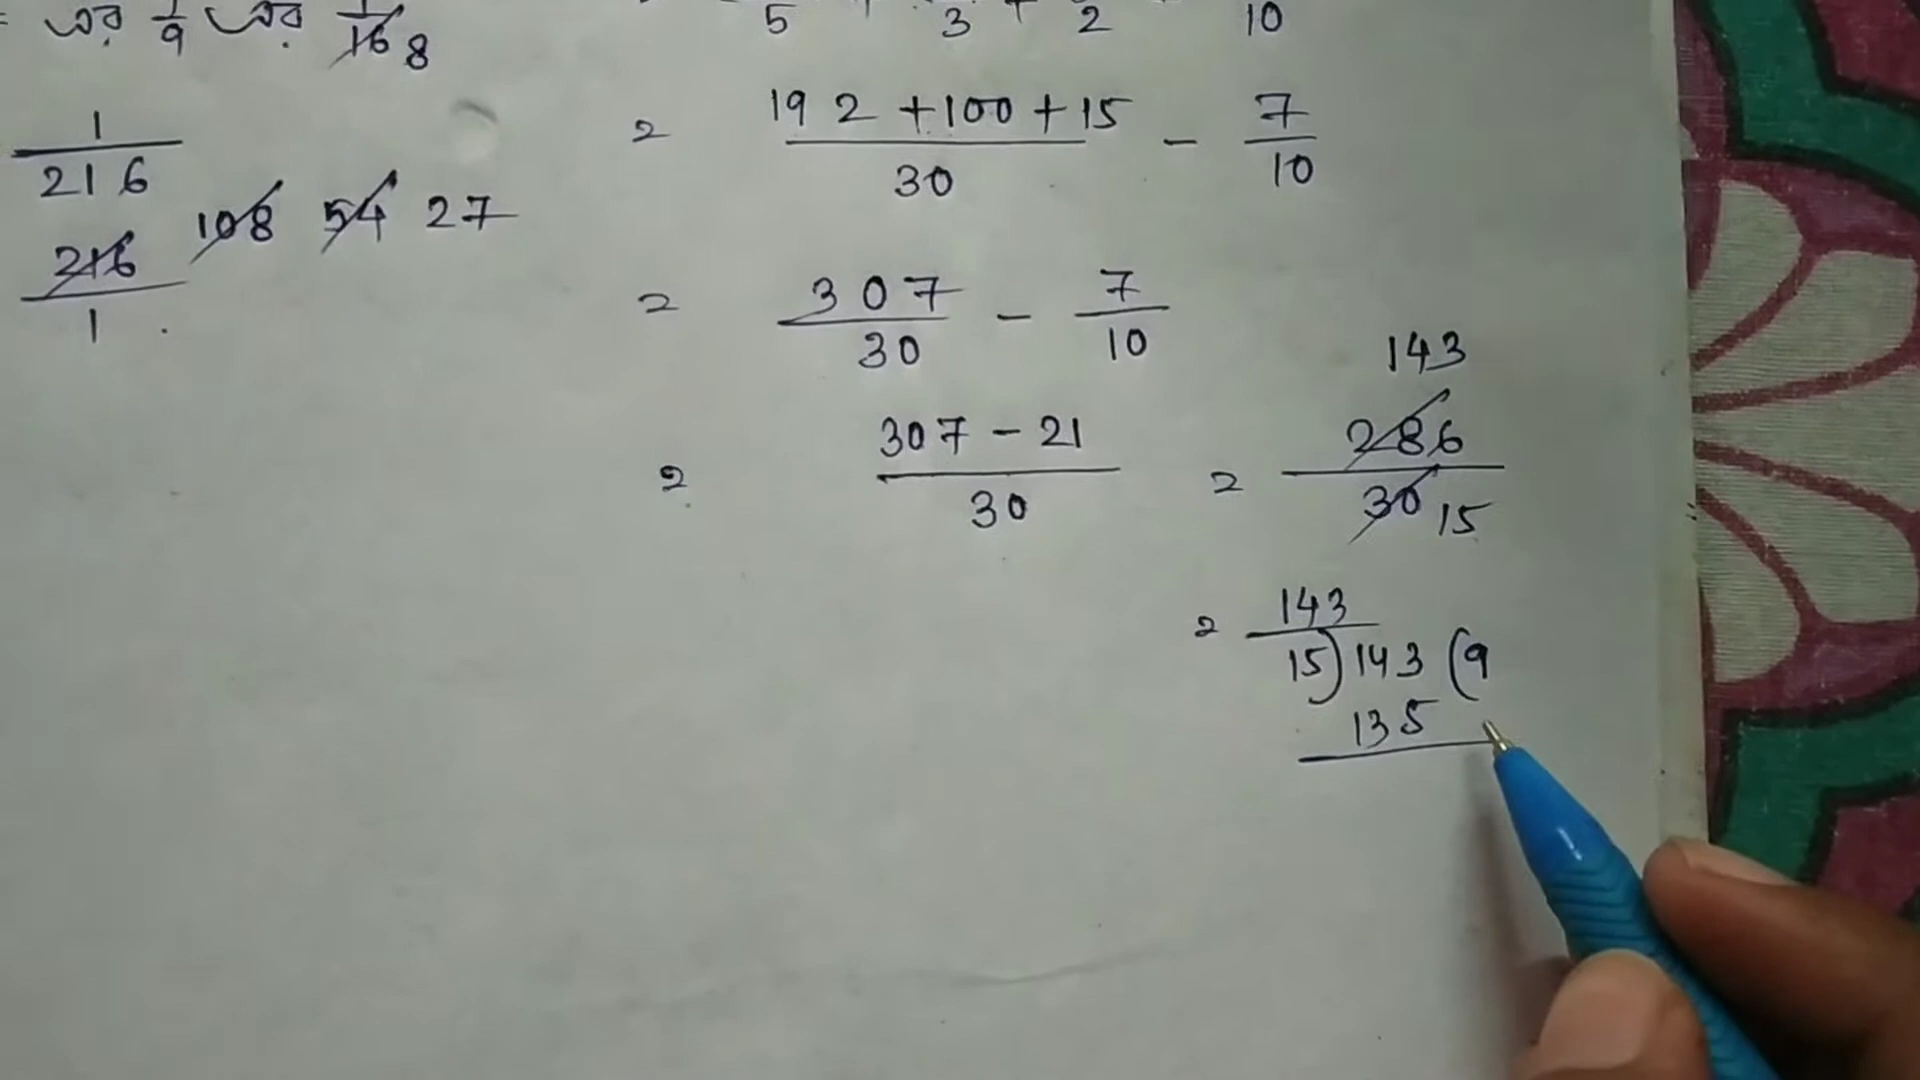 = এর 1/9 এর 1/16 8
1/216
216/1 108 54 27
5 + 3 + 2 10
= 192 + 100 + 15 / 30 - 7/10
= 307/30 - 7/10
143
= 307 - 21 / 30 = 286/30 15
= 143
15) 143 (9
135